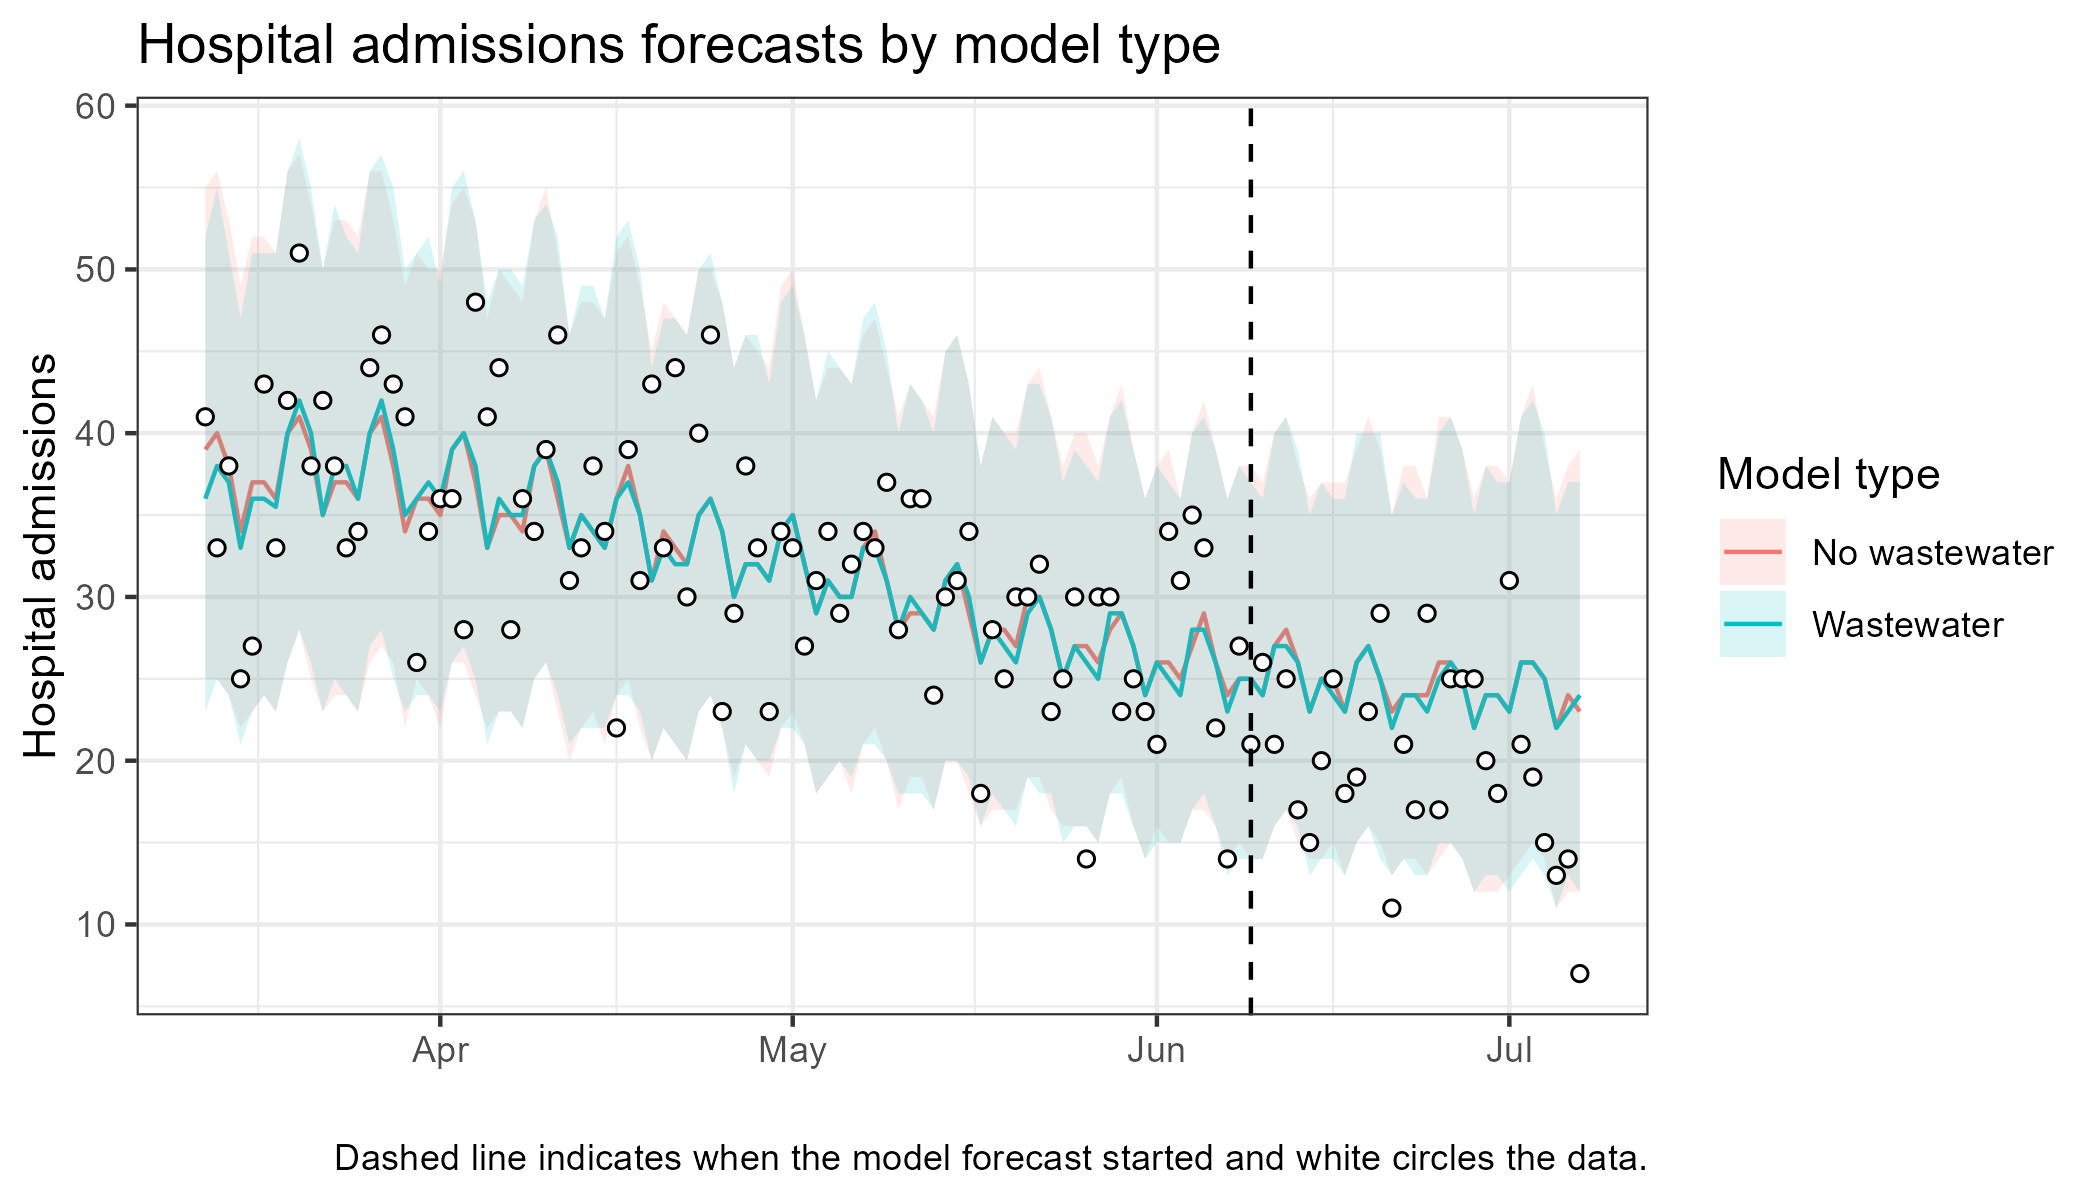 Hospital admissions forecasts by model type
60
50
40
30
20
10
Hospital admissions
Apr
May
Jun
Jul
Model type
No wastewater
Wastewater
Dashed line indicates when the model forecast started and white circles the data.